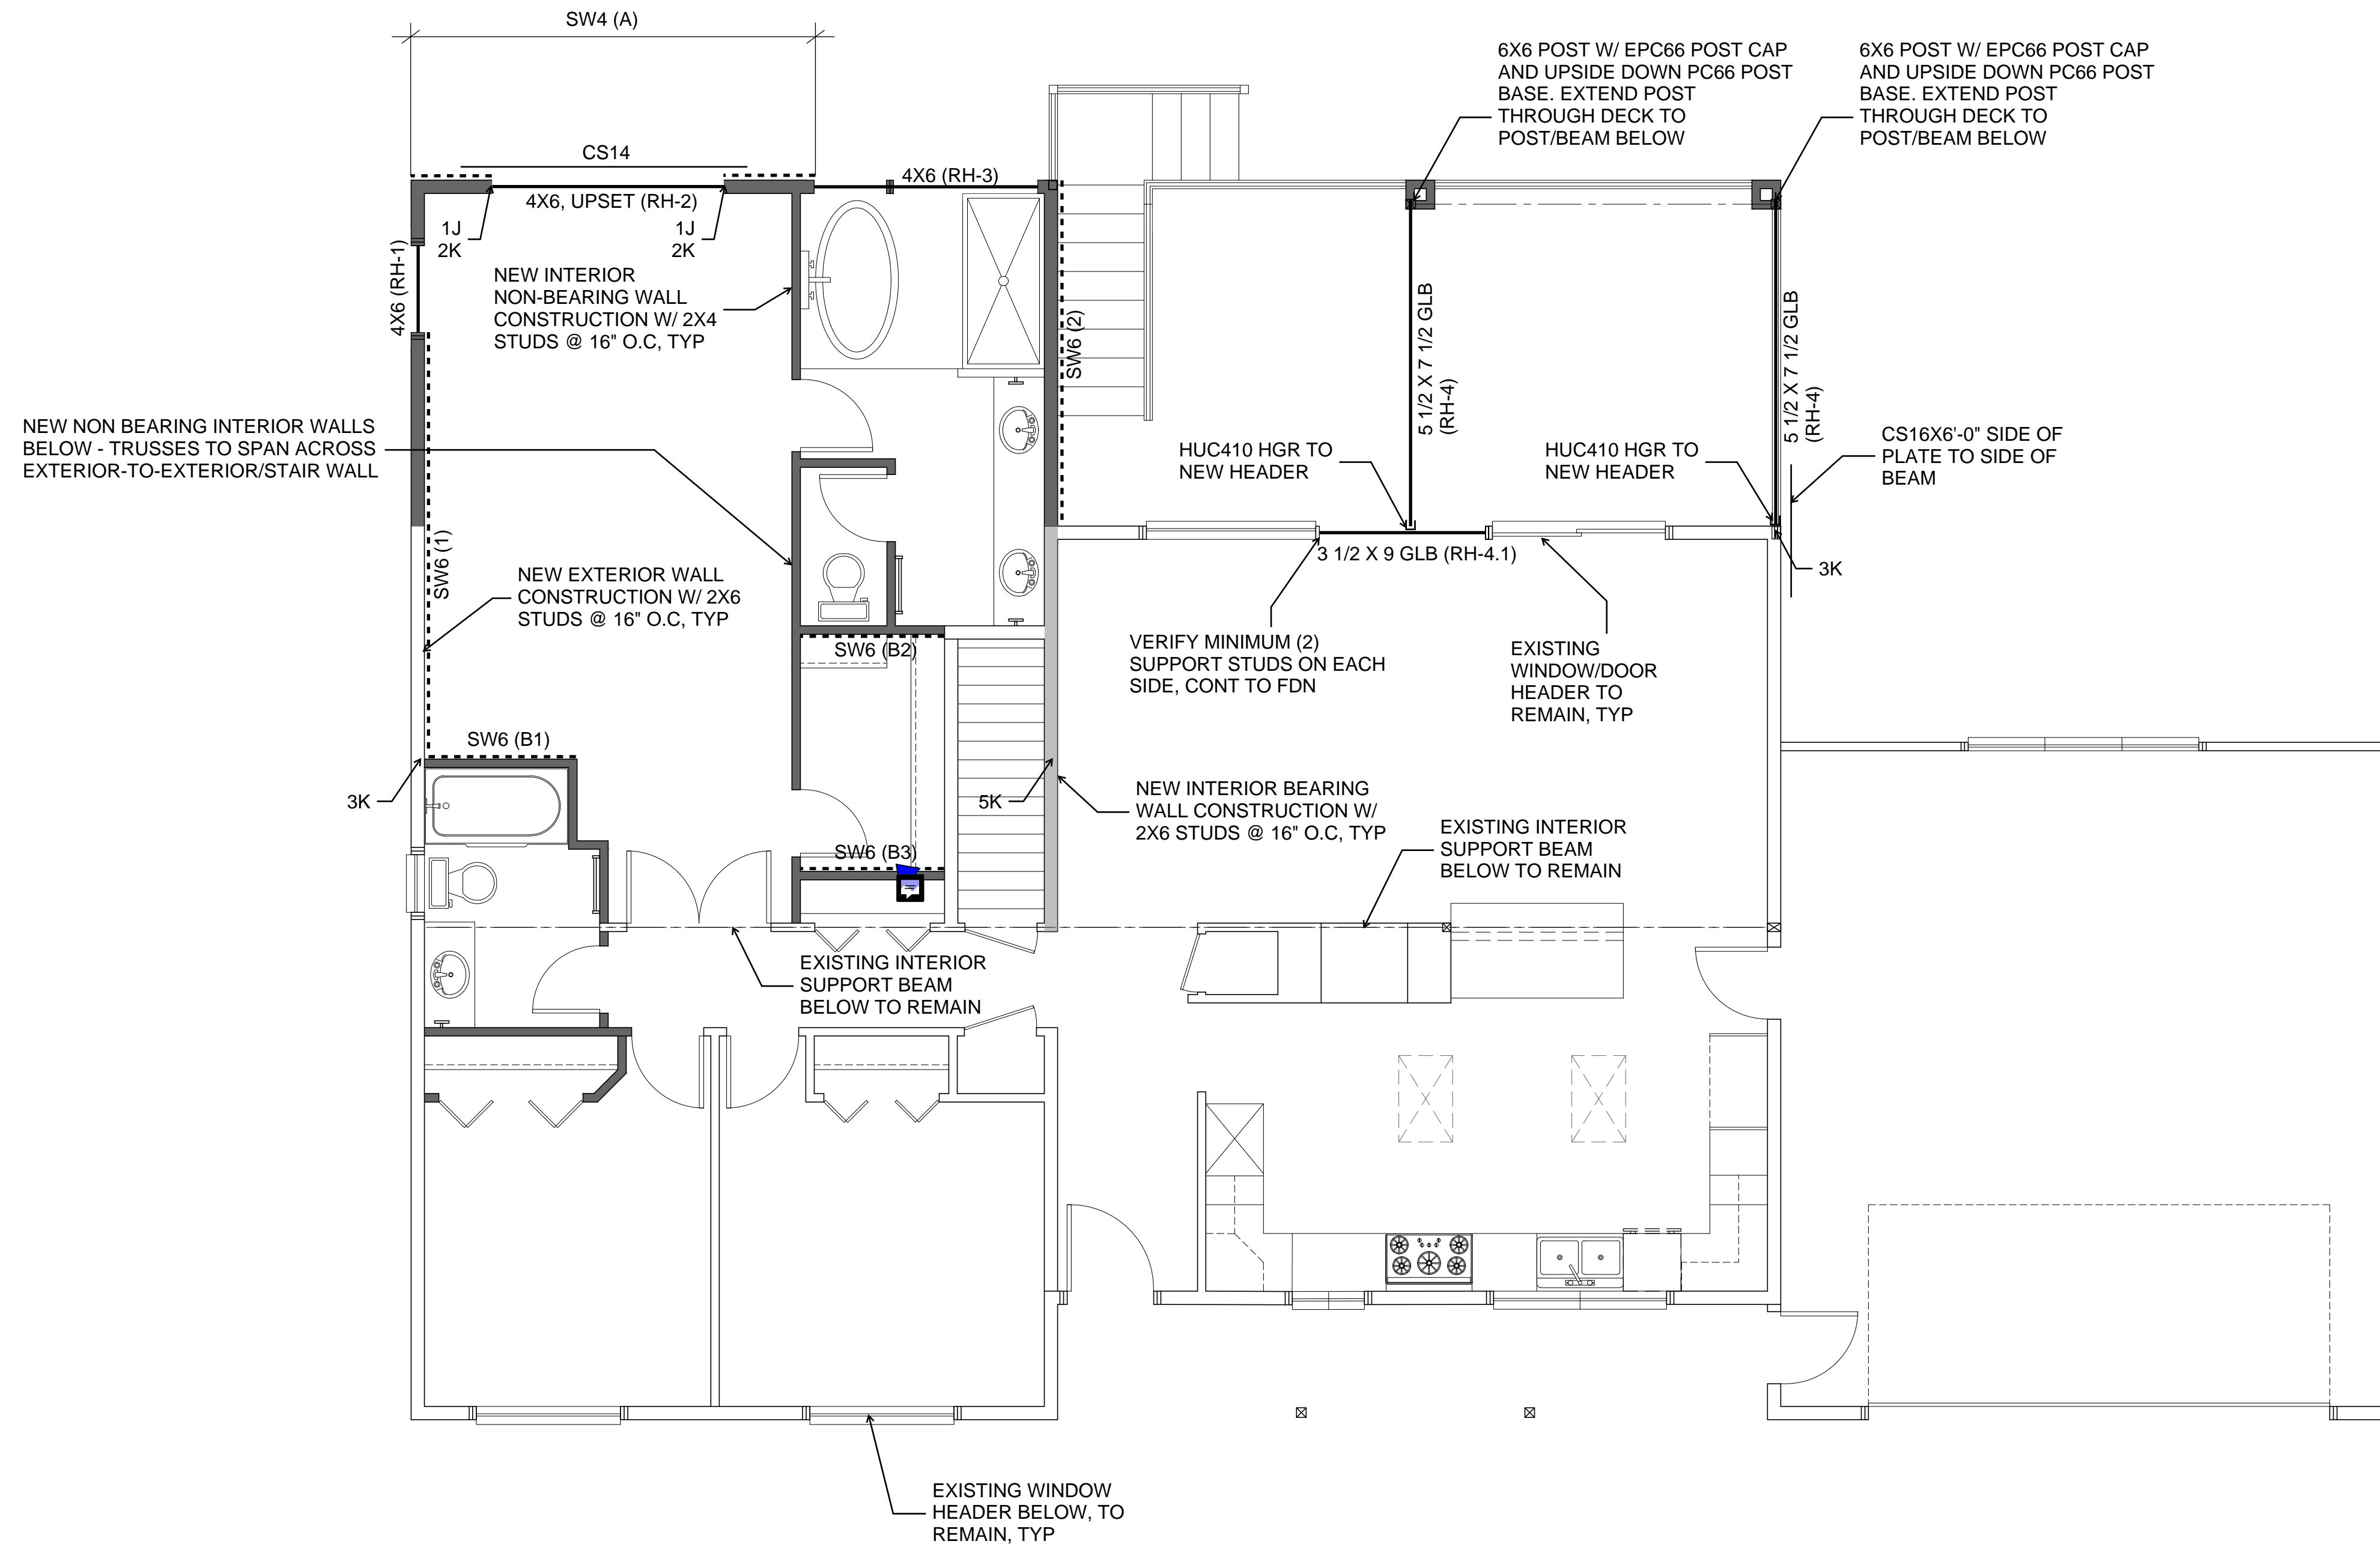 SW4 (A)
6X6 POST W/ EPC66 POST CAP
AND UPSIDE DOWN PC66 POST
BASE. EXTEND POST
THROUGH DECK TO
POST/BEAM BELOW
6X6 POST W/ EPC66 POST CAP
AND UPSIDE DOWN PC66 POST
BASE. EXTEND POST
THROUGH DECK TO
POST/BEAM BELOW
CS14
4X6 (RH-3)
4X6, UPSET (RH-2)
1J
2K
1J
2K
4X6 (RH-1)
NEW INTERIOR
NON-BEARING WALL
CONSTRUCTION W/ 2X4
STUDS @ 16" O.C, TYP
SW6 (2)
5 1/2 X 7 1/2 GLB
(RH-4)
5 1/2 X 7 1/2 GLB
(RH-4)
NEW NON BEARING INTERIOR WALLS
BELOW - TRUSSES TO SPAN ACROSS
EXTERIOR-TO-EXTERIOR/STAIR WALL
HUC410 HGR TO
NEW HEADER
HUC410 HGR TO
NEW HEADER
CS16X6'-0" SIDE OF
PLATE TO SIDE OF
BEAM
SW6 (1)
3 1/2 X 9 GLB (RH-4.1)
3K
NEW EXTERIOR WALL
CONSTRUCTION W/ 2X6
STUDS @ 16" O.C, TYP
VERIFY MINIMUM (2)
SUPPORT STUDS ON EACH
SIDE, CONT TO FDN
EXISTING
WINDOW/DOOR
HEADER TO
REMAIN, TYP
SW6 (B2)
SW6 (B1)
3K
5K
NEW INTERIOR BEARING
WALL CONSTRUCTION W/
2X6 STUDS @ 16" O.C, TYP
EXISTING INTERIOR
SUPPORT BEAM
BELOW TO REMAIN
SW6 (B3)
EXISTING INTERIOR
SUPPORT BEAM
BELOW TO REMAIN
EXISTING WINDOW
HEADER BELOW, TO
REMAIN, TYP